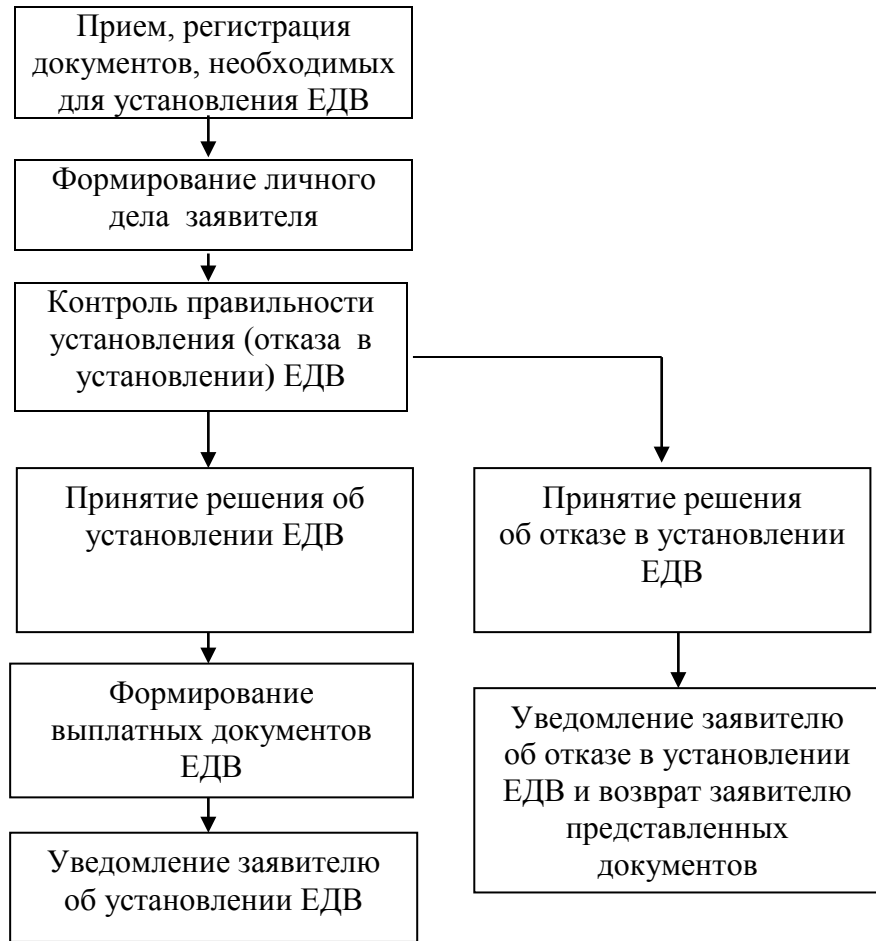 Прием, регистрация
документов, необходимых
для установления ЕДВ
Формирование личного
дела заявителя
Контроль правильности
установления (отказа в
установлении) ЕДВ
Принятие решения об
установлении ЕДВ
Принятие решения
об отказе в установлении
ЕДВ
Формирование
выплатных документов
ЕДВ
Уведомление заявителю
об отказе в установлении
ЕДВ и возврат заявителю
представленных
документов
Уведомление заявителю
об установлении ЕДВ